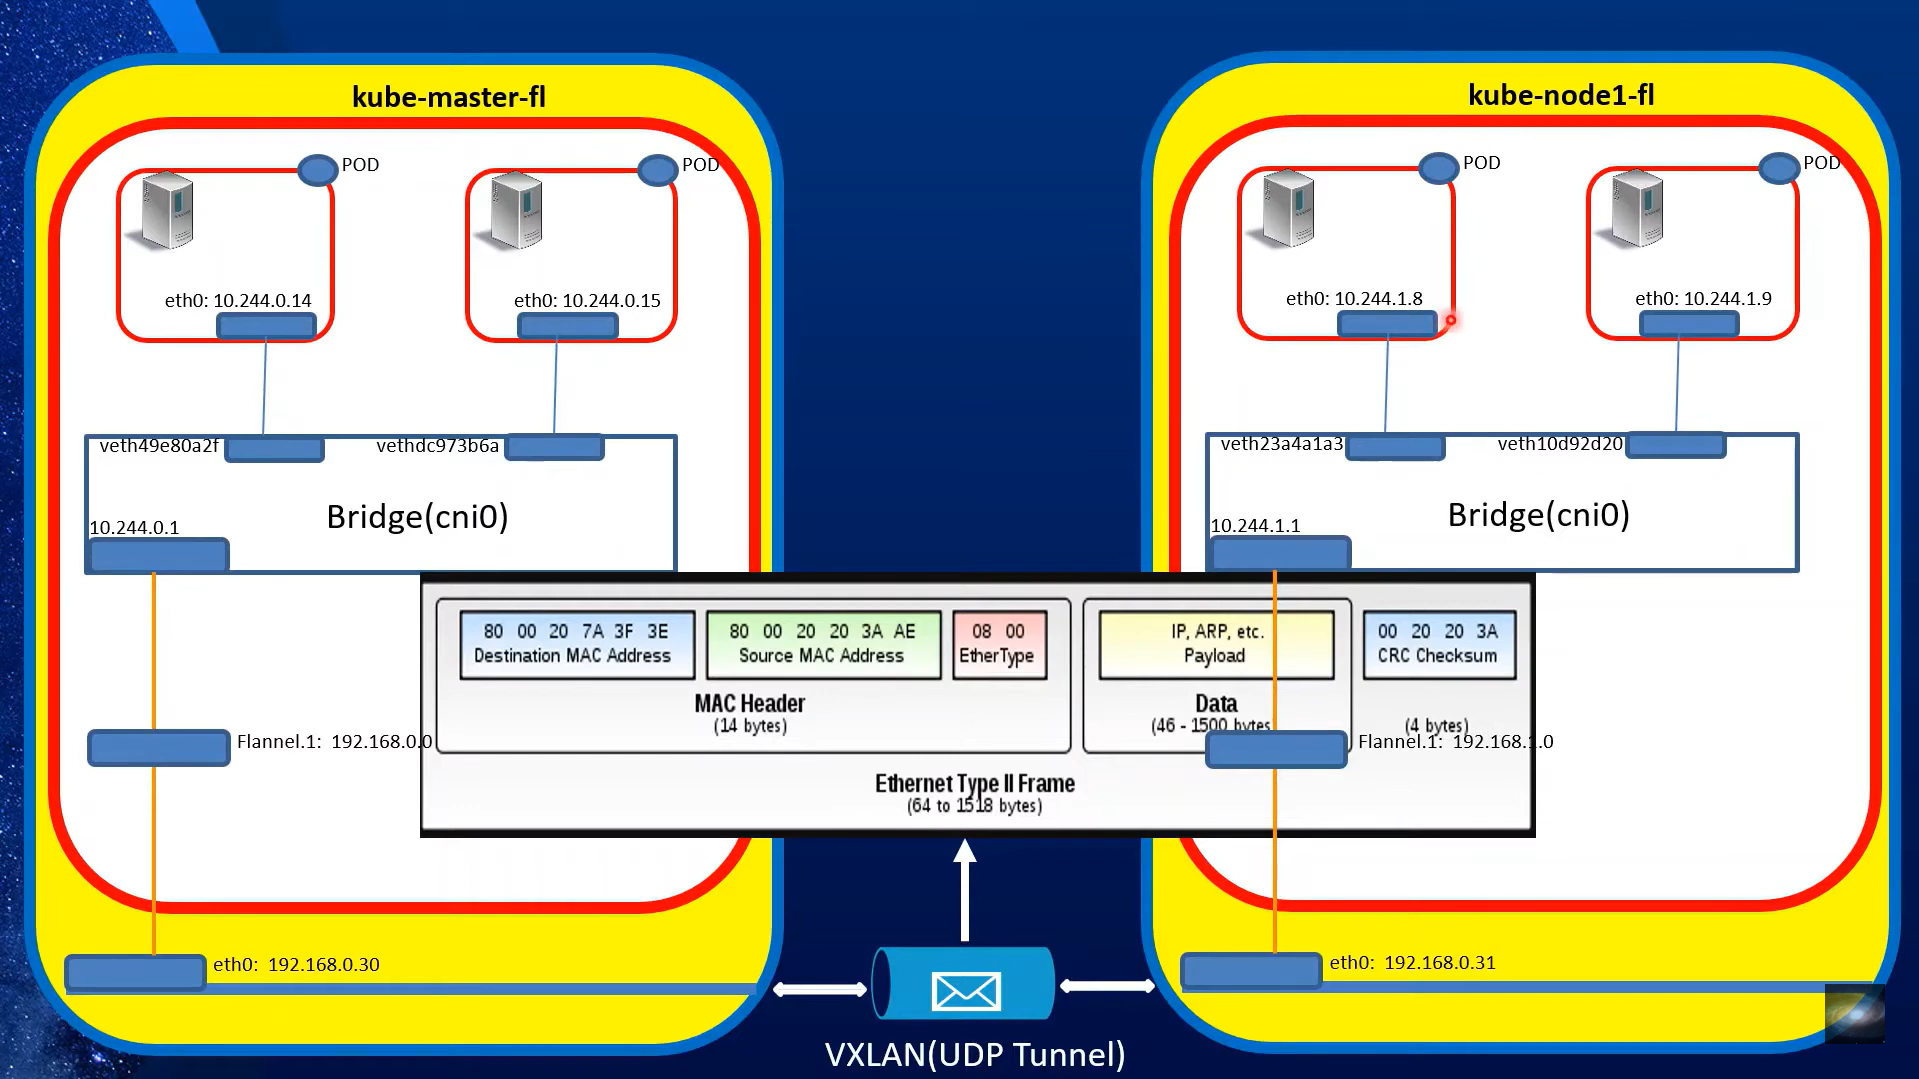 kube-master-fl
kube-node1-fl
POD
POD
POD
POD
eth0: 10.244.0.14
eth0: 10.244.0.15
eth0: 10.244.1.8
eth0: 10.244.1.9
veth49e80a2f
vethdc973b6a
veth23a4a1a3
veth10d92d20
Bridge(cni0)
Bridge(cni0)
10.244.0.1
10.244.1.1
80 00 20 7A 3F 3E
Destination MAC Address
80 00 20 20 3A AE
Source MAC Address
08 00
EtherType
IP, ARP, etc.
Payload
00 20 20 3A
CRC Checksum
MAC Header
(14 bytes)
Data
(46 - 1500 bytes
(4 bytes)
Flannel.1: 192.168.0.0
Flannel.1: 192.168.1.0
Ethernet Type II Frame
(64 to 1518 bytes)
eth0: 192.168.0.30
eth0: 192.168.0.31
VXLAN(UDP Tunnel)